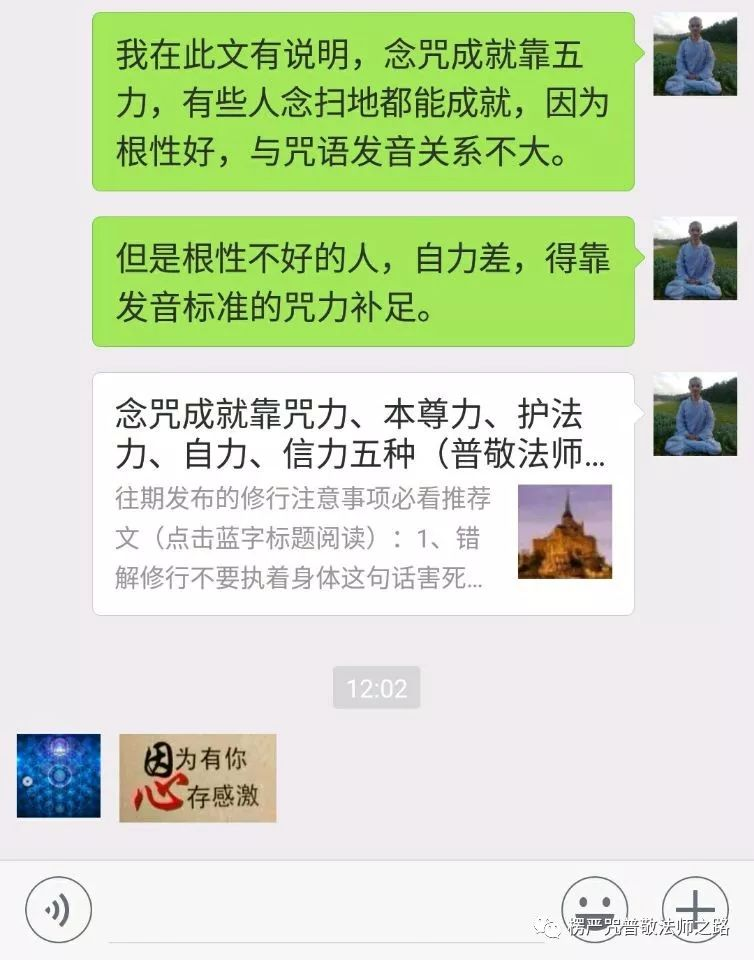 我在此文有说明，念咒成就靠五
力，有些人念扫地都能成就，因为
根性好，与咒语发音关系不大。
但是根性不好的人，自力差，得靠
发音标准的咒力补足。
念咒成就靠咒力、本尊力、护法
力、自力、信力五种（普敬法师...
往期发布的修行注意事项必看推荐
文（点击蓝字标题阅读）：1、错
解修行不要执着身体这句话害死...
12:02
因为有你
心存感激
楞严咒普敬法师之路